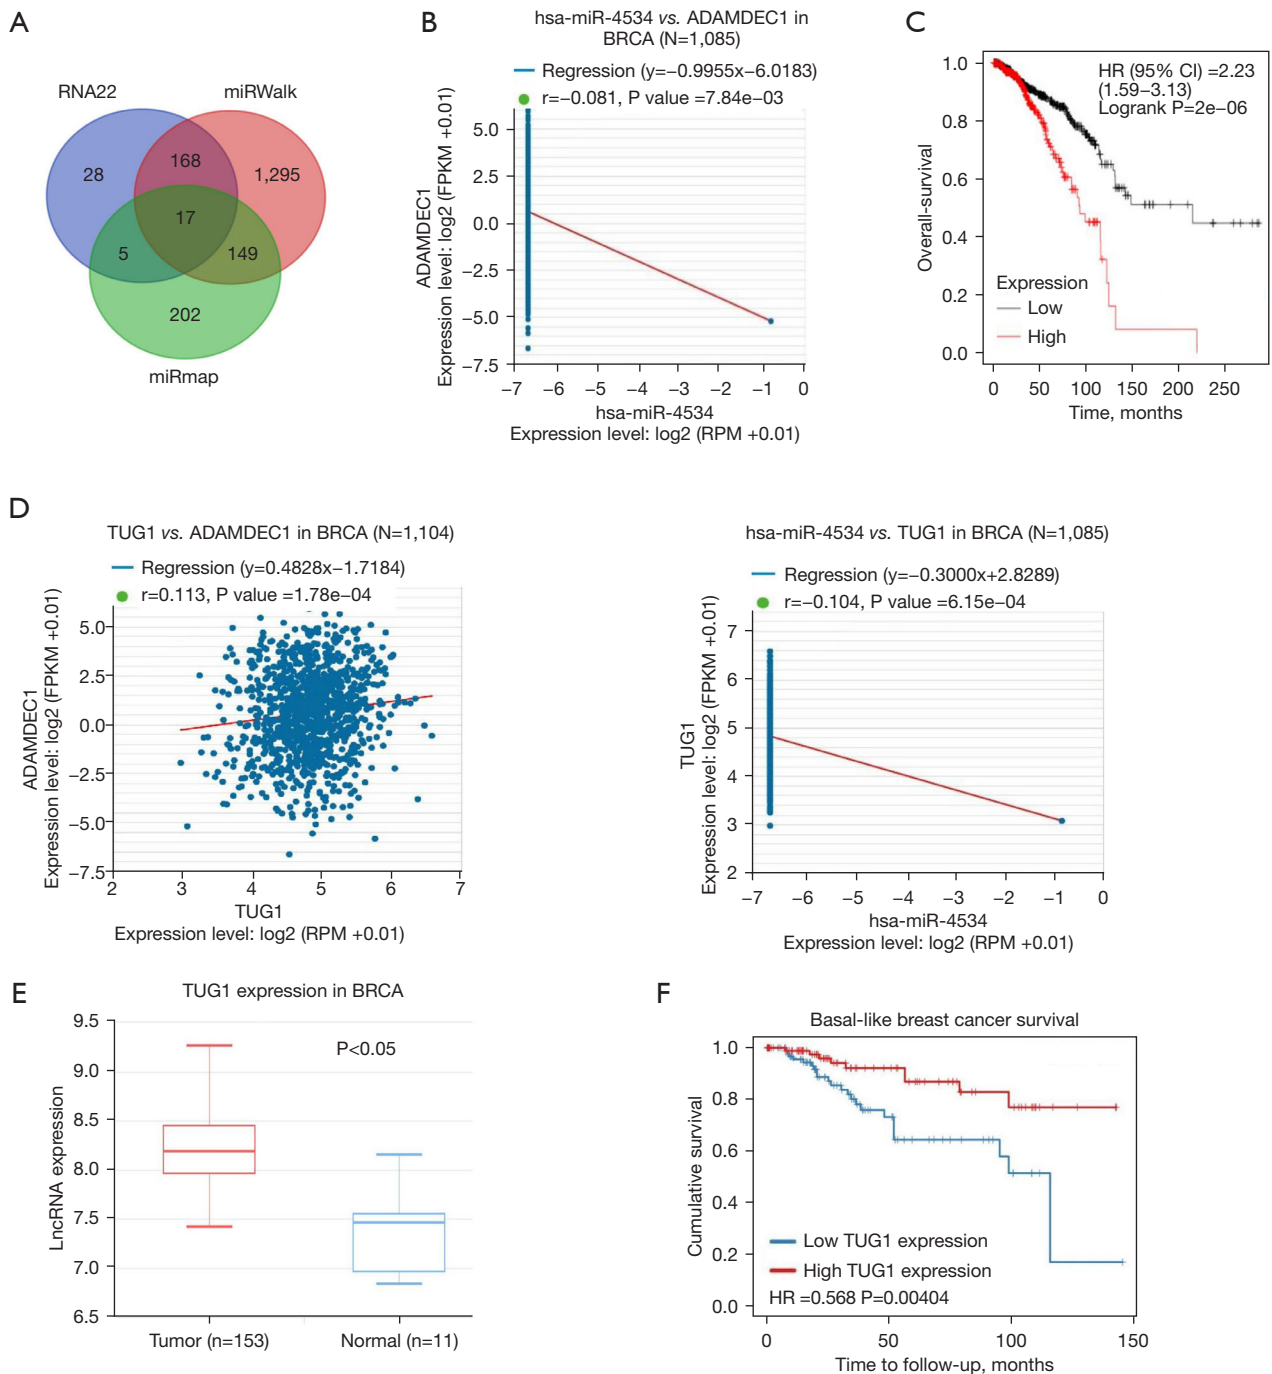 A
RNA22
miRWalk
28
168
1,295
17
5
149
202
miRmap
B
hsa-miR-4534 vs. ADAMDEC1 in
BRCA (N=1,085)
Regression (y=−0.9955x−6.0183)
r=−0.081, P value =7.84e−03
ADAMDEC1
Expression level: log2 (FPKM +0.01)
5.0
2.5
0.0
−2.5
−5.0
−7.5
−7 −6 −5 −4 −3 −2 −1 0
hsa-miR-4534
Expression level: log2 (RPM +0.01)
C
HR (95% CI) =2.23
(1.59−3.13)
Logrank P=2e−06
Overall-survival
1.0
0.8
0.6
0.4
0.2
0.0
Expression
Low
High
0 50 100 150 200 250
Time, months
D
TUG1 vs. ADAMDEC1 in BRCA (N=1,104)
Regression (y=0.4828x−1.7184)
r=0.113, P value =1.78e−04
ADAMDEC1
Expression level: log2 (FPKM +0.01)
5.0
2.5
0.0
−2.5
−5.0
−7.5
2 3 4 5 6 7
TUG1
Expression level: log2 (RPM +0.01)
hsa-miR-4534 vs. TUG1 in BRCA (N=1,085)
Regression (y=−0.3000x+2.8289)
r=−0.104, P value =6.15e−04
TUG1
Expression level: log2 (FPKM +0.01)
7
6
5
4
3
2
−7 −6 −5 −4 −3 −2 −1 0
hsa-miR-4534
Expression level: log2 (RPM +0.01)
E
TUG1 expression in BRCA
P<0.05
LncRNA expression
9.5
9.0
8.5
8.0
7.5
7.0
6.5
Tumor (n=153) Normal (n=11)
F
Basal-like breast cancer survival
Cumulative survival
1.0
0.8
0.6
0.4
0.2
0.0
Low TUG1 expression
High TUG1 expression
HR =0.568 P=0.00404
0 50 100 150
Time to follow-up, months